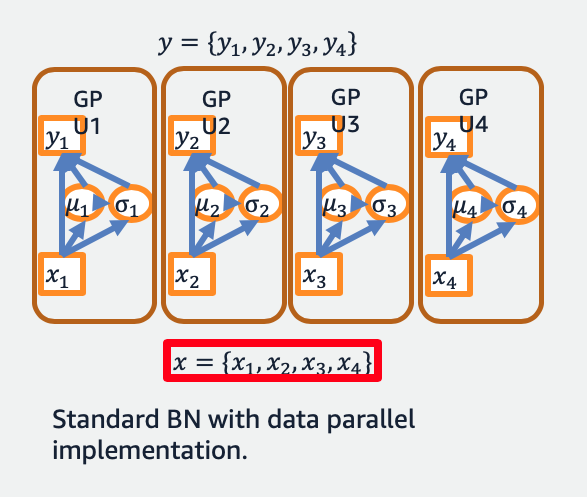 y = {y₁, y₂, y₃, y₄}
GP U1
GP U2
GP U3
GP U4
y₁
y₂
y₃
y₄
μ₁ σ₁
μ₂ σ₂
μ₃ σ₃
μ₄ σ₄
x₁
x₂
x₃
x₄
x = {x₁, x₂, x₃, x₄}
Standard BN with data parallel
implementation.